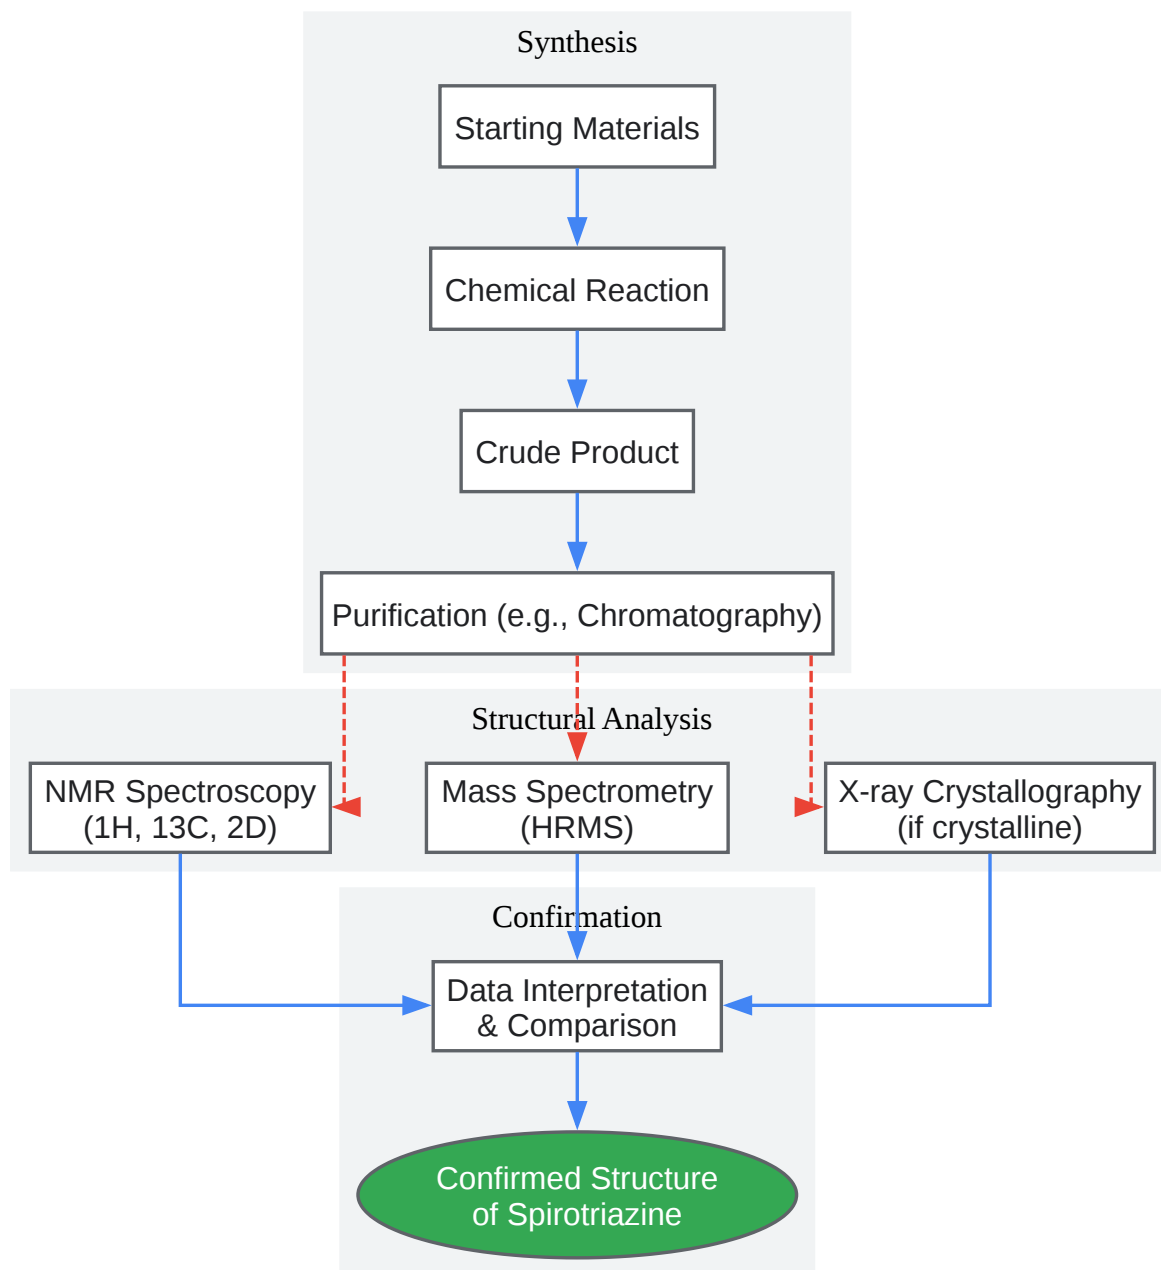 Synthesis
Starting Materials
Chemical Reaction
Crude Product
Purification (e.g., Chromatography)
Structural Analysis
NMR Spectroscopy
(1H, 13C, 2D)
Mass Spectrometry
(HRMS)
X-ray Crystallography
(if crystalline)
Confirmation
Data Interpretation
& Comparison
Confirmed Structure
of Spirotriazine